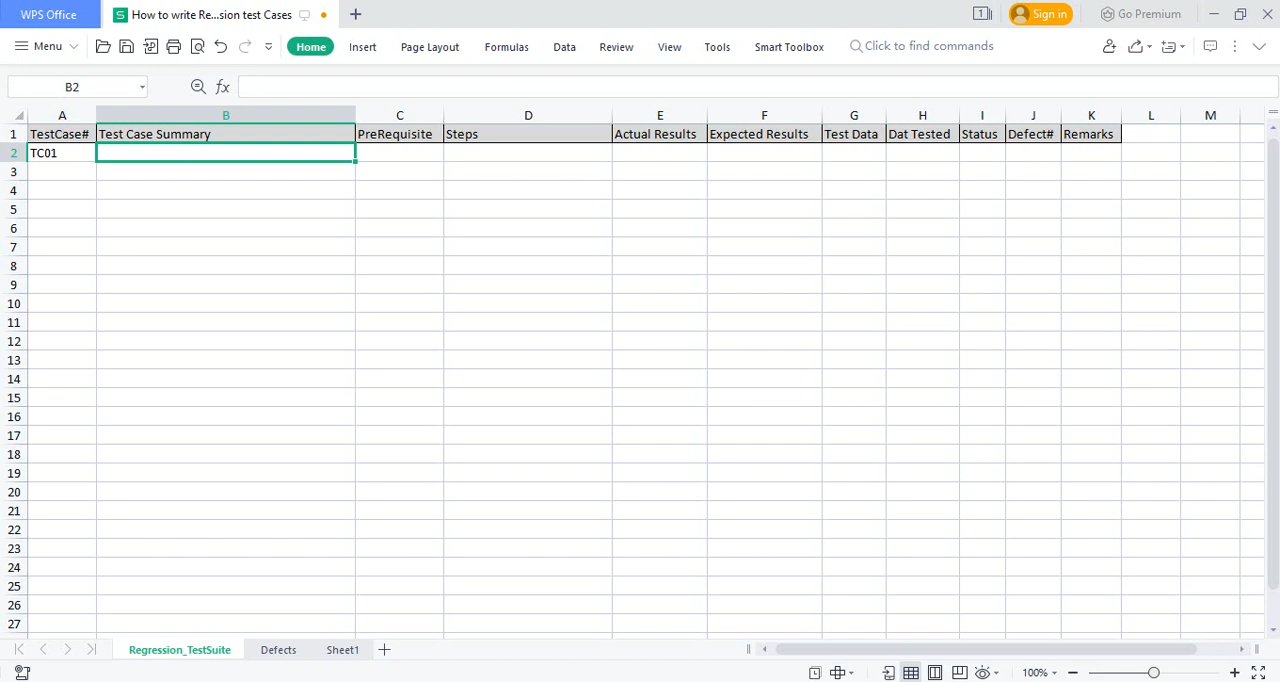 WPS Office
How to write Re...sion test Cases
Sign in
Go Premium
Menu
Home Insert Page Layout Formulas Data Review View Tools Smart Toolbox Click to find commands
B2
fx
A B C D E F G H I J K L M
1 TestCase# Test Case Summary PreRequisite Steps Actual Results Expected Results Test Data Dat Tested Status Defect# Remarks
2 TC01
3
4
5
6
7
8
9
10
11
12
13
14
15
16
17
18
19
20
21
22
23
24
25
26
27
Regression_TestSuite Defects Sheet1
100%